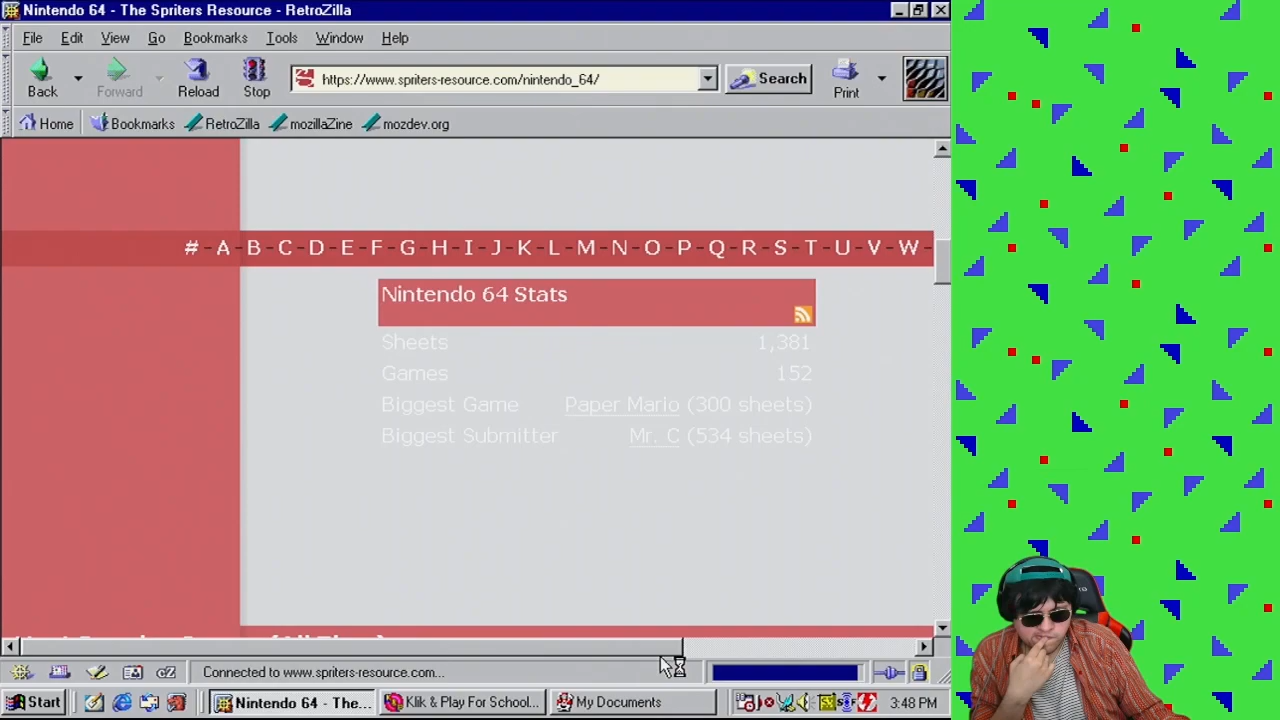 Nintendo 64 - The Spriters Resource - RetroZilla
File Edit View Go Bookmarks Tools Window Help
Back Forward Reload Stop https://www.spriters-resource.com/nintendo_64/ Search Print
Home Bookmarks RetroZilla mozillaZine mozdev.org
# - A - B - C - D - E - F - G - H - I - J - K - L - M - N - O - P - Q - R - S - T - U - V - W -
Nintendo 64 Stats
Sheets 1,381
Games 152
Biggest Game Paper Mario (300 sheets)
Biggest Submitter Mr. C (534 sheets)
Connected to www.spriters-resource.com...
Start Nintendo 64 - The... Klik & Play For School... My Documents 3:48 PM